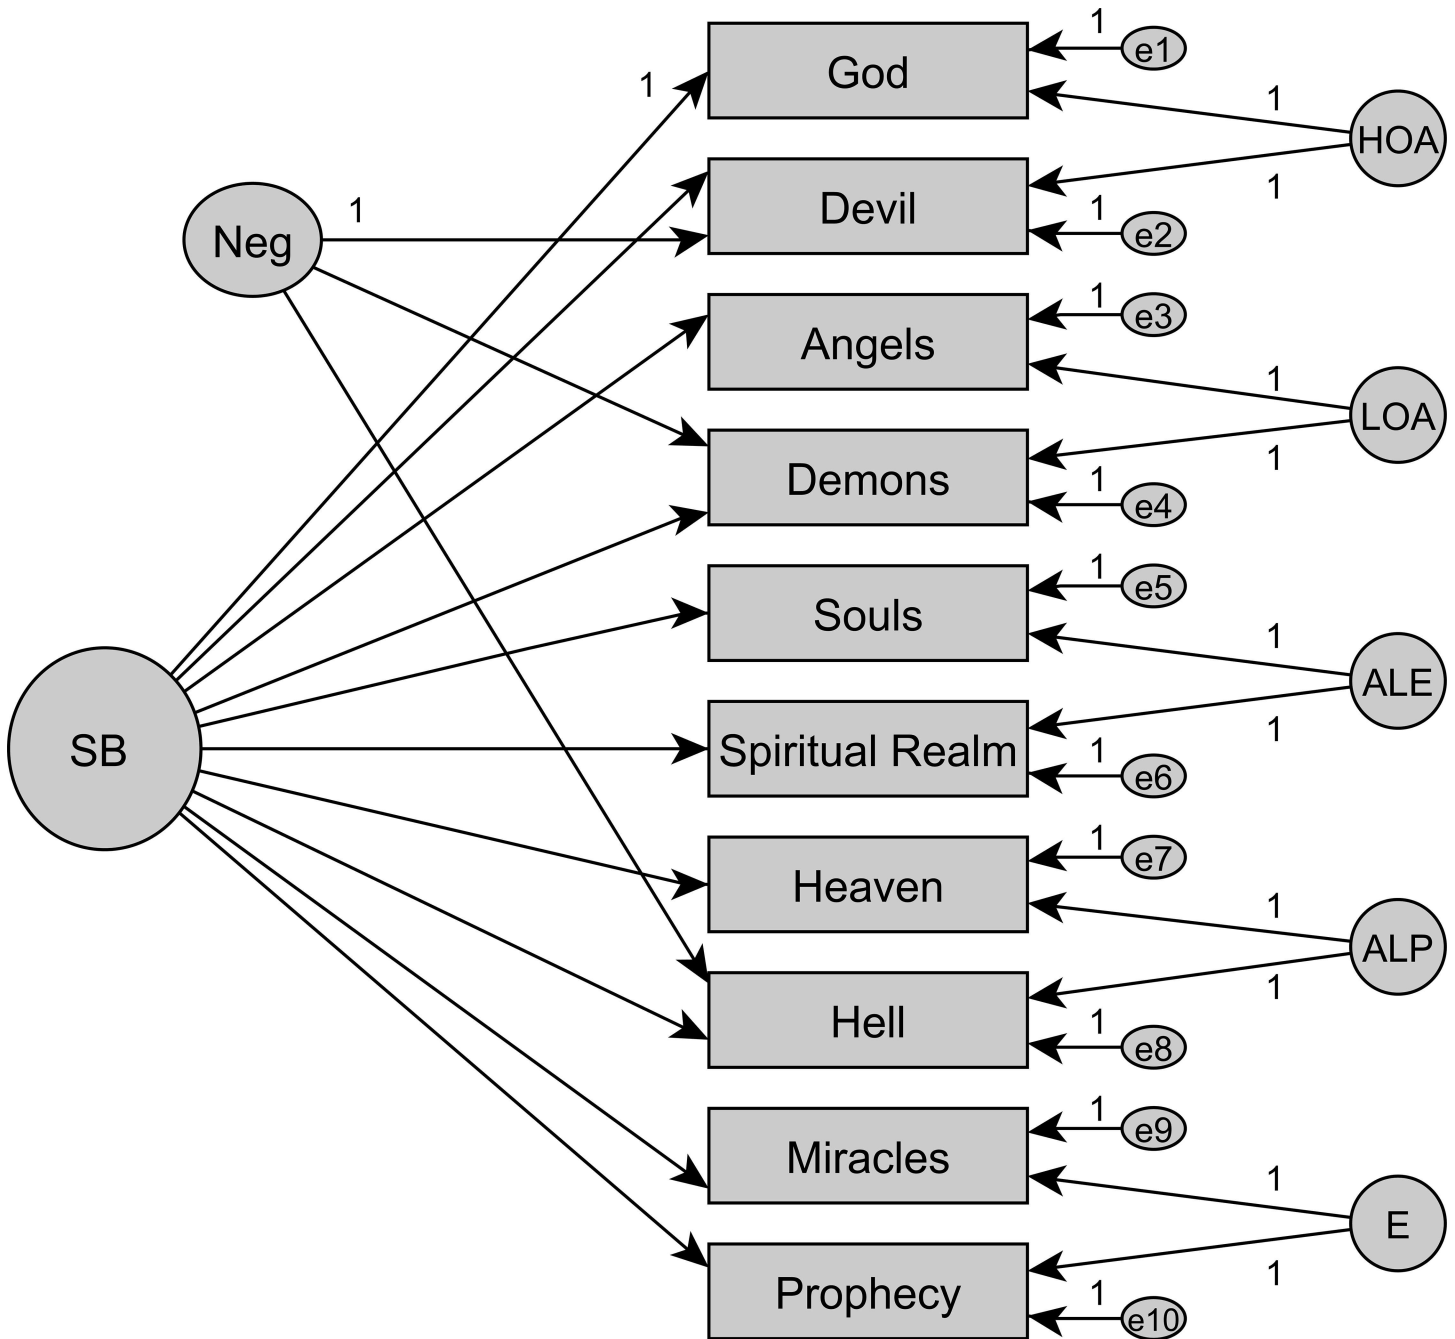 1
e1
God
1
1
HOA
Devil
1
1
e2
Neg
1
1
e3
Angels
1
LOA
Demons
1
1
e4
1
e5
Souls
1
ALE
SB
Spiritual Realm
1
1
e6
1
e7
Heaven
1
ALP
Hell
1
1
e8
1
e9
Miracles
1
E
Prophecy
1
1
e10